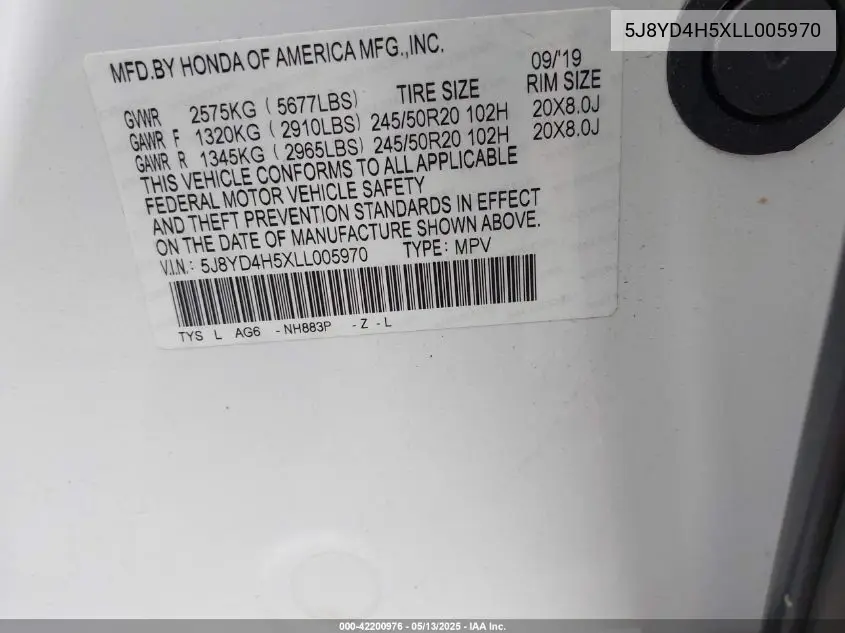 5J8YD4H5XLL005970
MFD.BY HONDA OF AMERICA MFG.,INC.
09/'19
TIRE SIZE RIM SIZE
GVWR 2575KG ( 5677LBS)
GAWR F 1320KG ( 2910LBS) 245/50R20 102H 20X8.0J
GAWR R 1345KG ( 2965LBS) 245/50R20 102H 20X8.0J
THIS VEHICLE CONFORMS TO ALL APPLICABLE
FEDERAL MOTOR VEHICLE SAFETY
AND THEFT PREVENTION STANDARDS IN EFFECT
ON THE DATE OF MANUFACTURE SHOWN ABOVE.
V.I.N.: 5J8YD4H5XLL005970 TYPE: MPV
TYS L AG6 -NH883P -Z -L
000-42200976 - 05/13/2025 - IAA Inc.